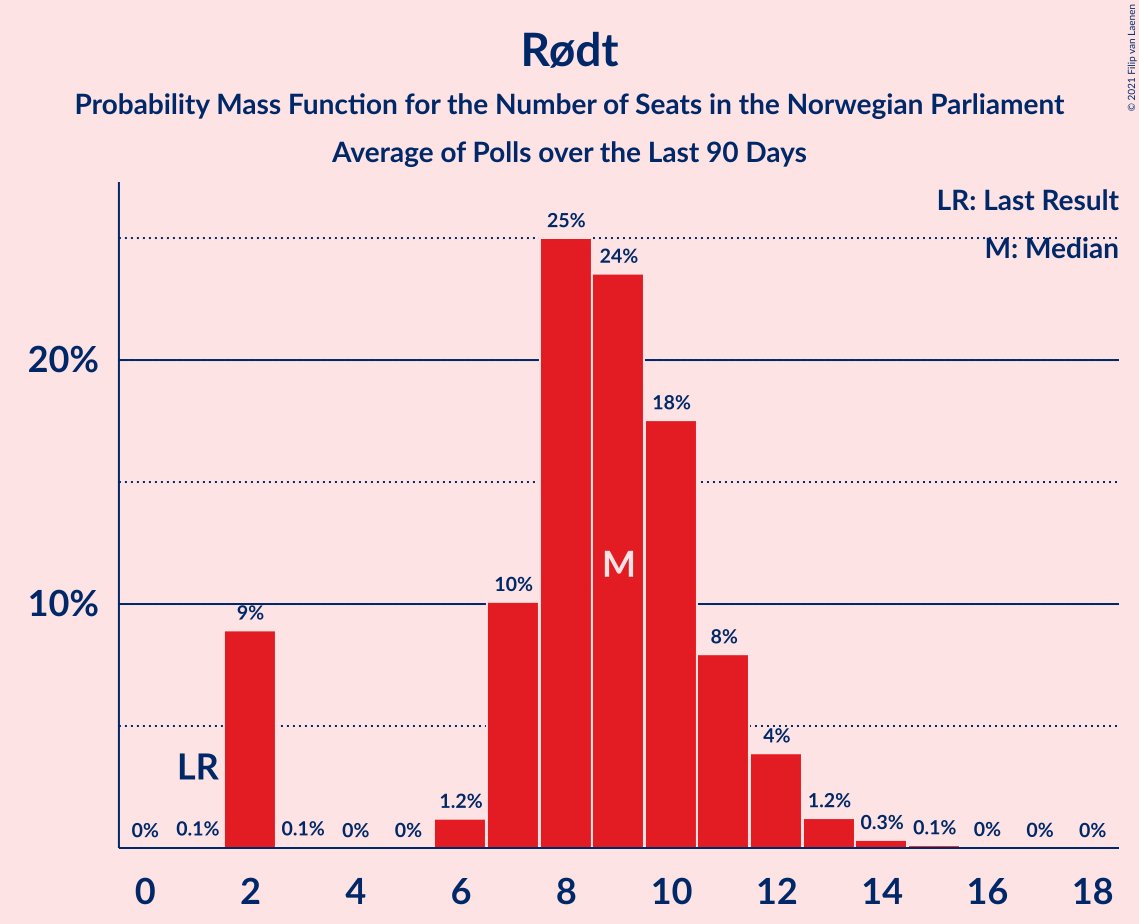 Rødt
Probability Mass Function for the Number of Seats in the Norwegian Parliament
Average of Polls over the Last 90 Days
© 2021 Filip van Laenen
LR: Last Result
M: Median
25%
24%
20%
18%
M
10%
10%
9%
8%
4%
LR
0%
0.1%
0.1%
0%
0%
1.2%
1.2%
0.3%
0.1%
0%
0%
0%
0 2 4 6 8 10 12 14 16 18